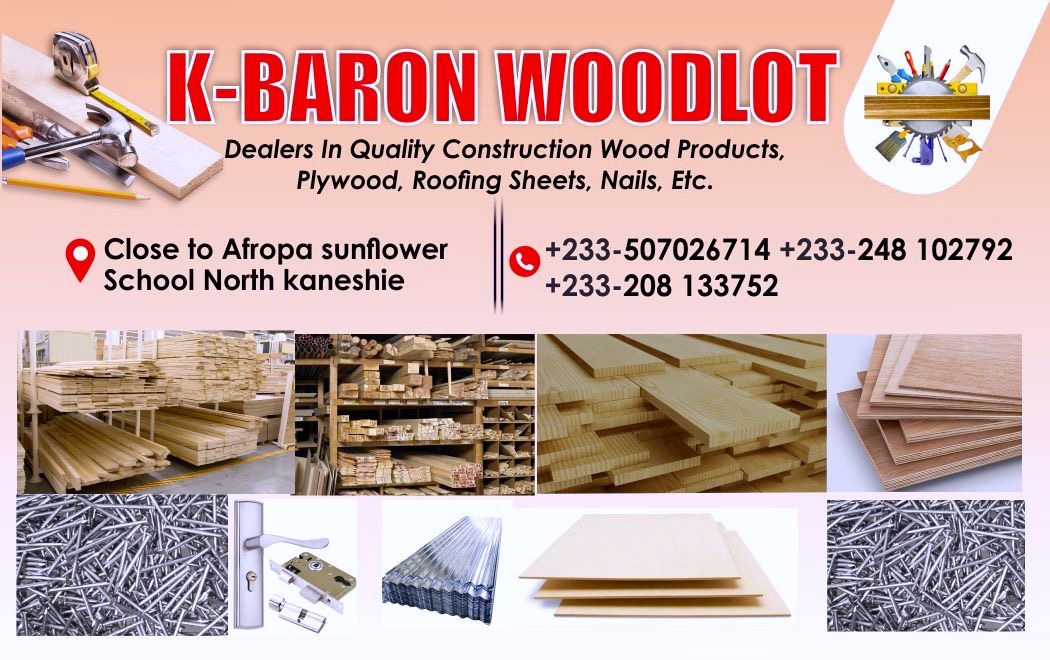 K-BARON WOODLOT
Dealers In Quality Construction Wood Products,
Plywood, Roofing Sheets, Nails, Etc.
Close to Afropa sunflower
School North kaneshie
+233-507026714 +233-248 102792
+233-208 133752